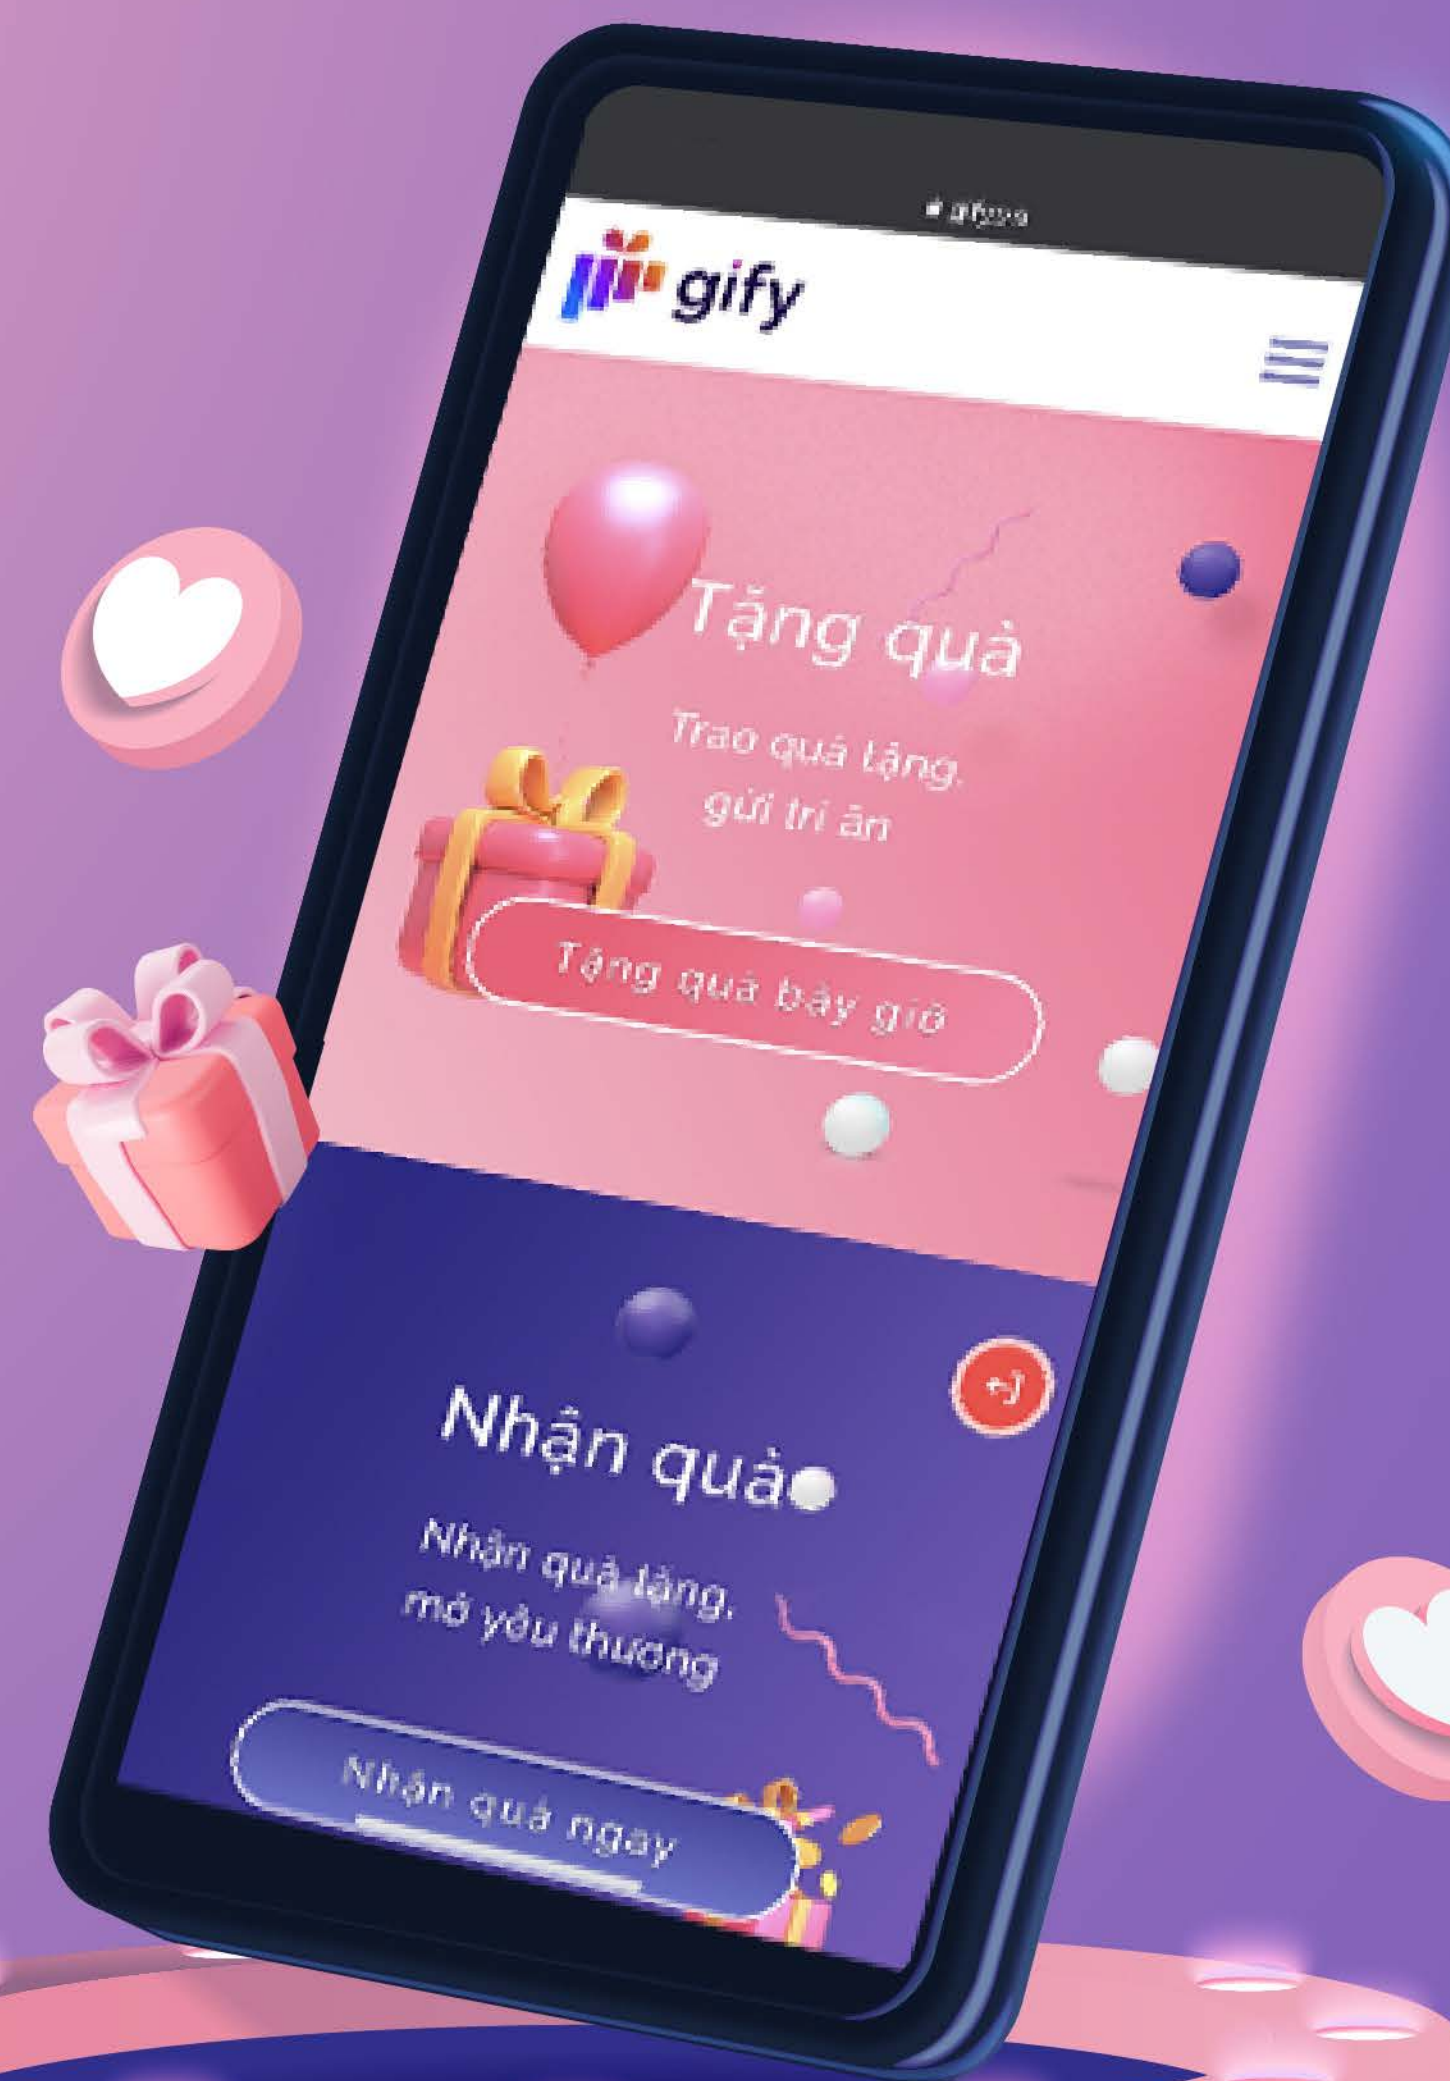 gify
Tặng quà
Trao quà tặng,
gửi tri ân
Tặng quà bây giờ
Nhận quà
Nhận quà tặng,
mở yêu thương
Nhận quà ngay